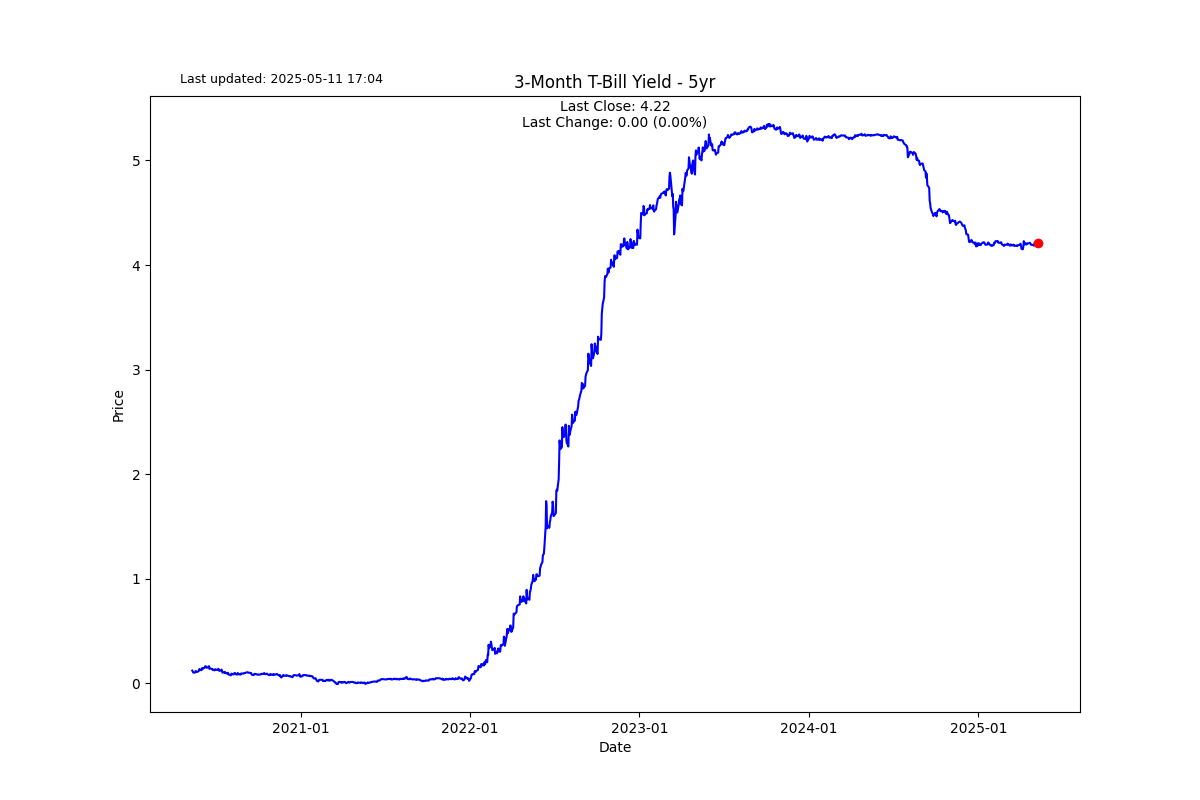 Last updated: 2025-05-11 17:04
3-Month T-Bill Yield - 5yr
Last Close: 4.22
Last Change: 0.00 (0.00%)
Price
5
4
3
2
1
0
2021-01
2022-01
2023-01
2024-01
2025-01
Date